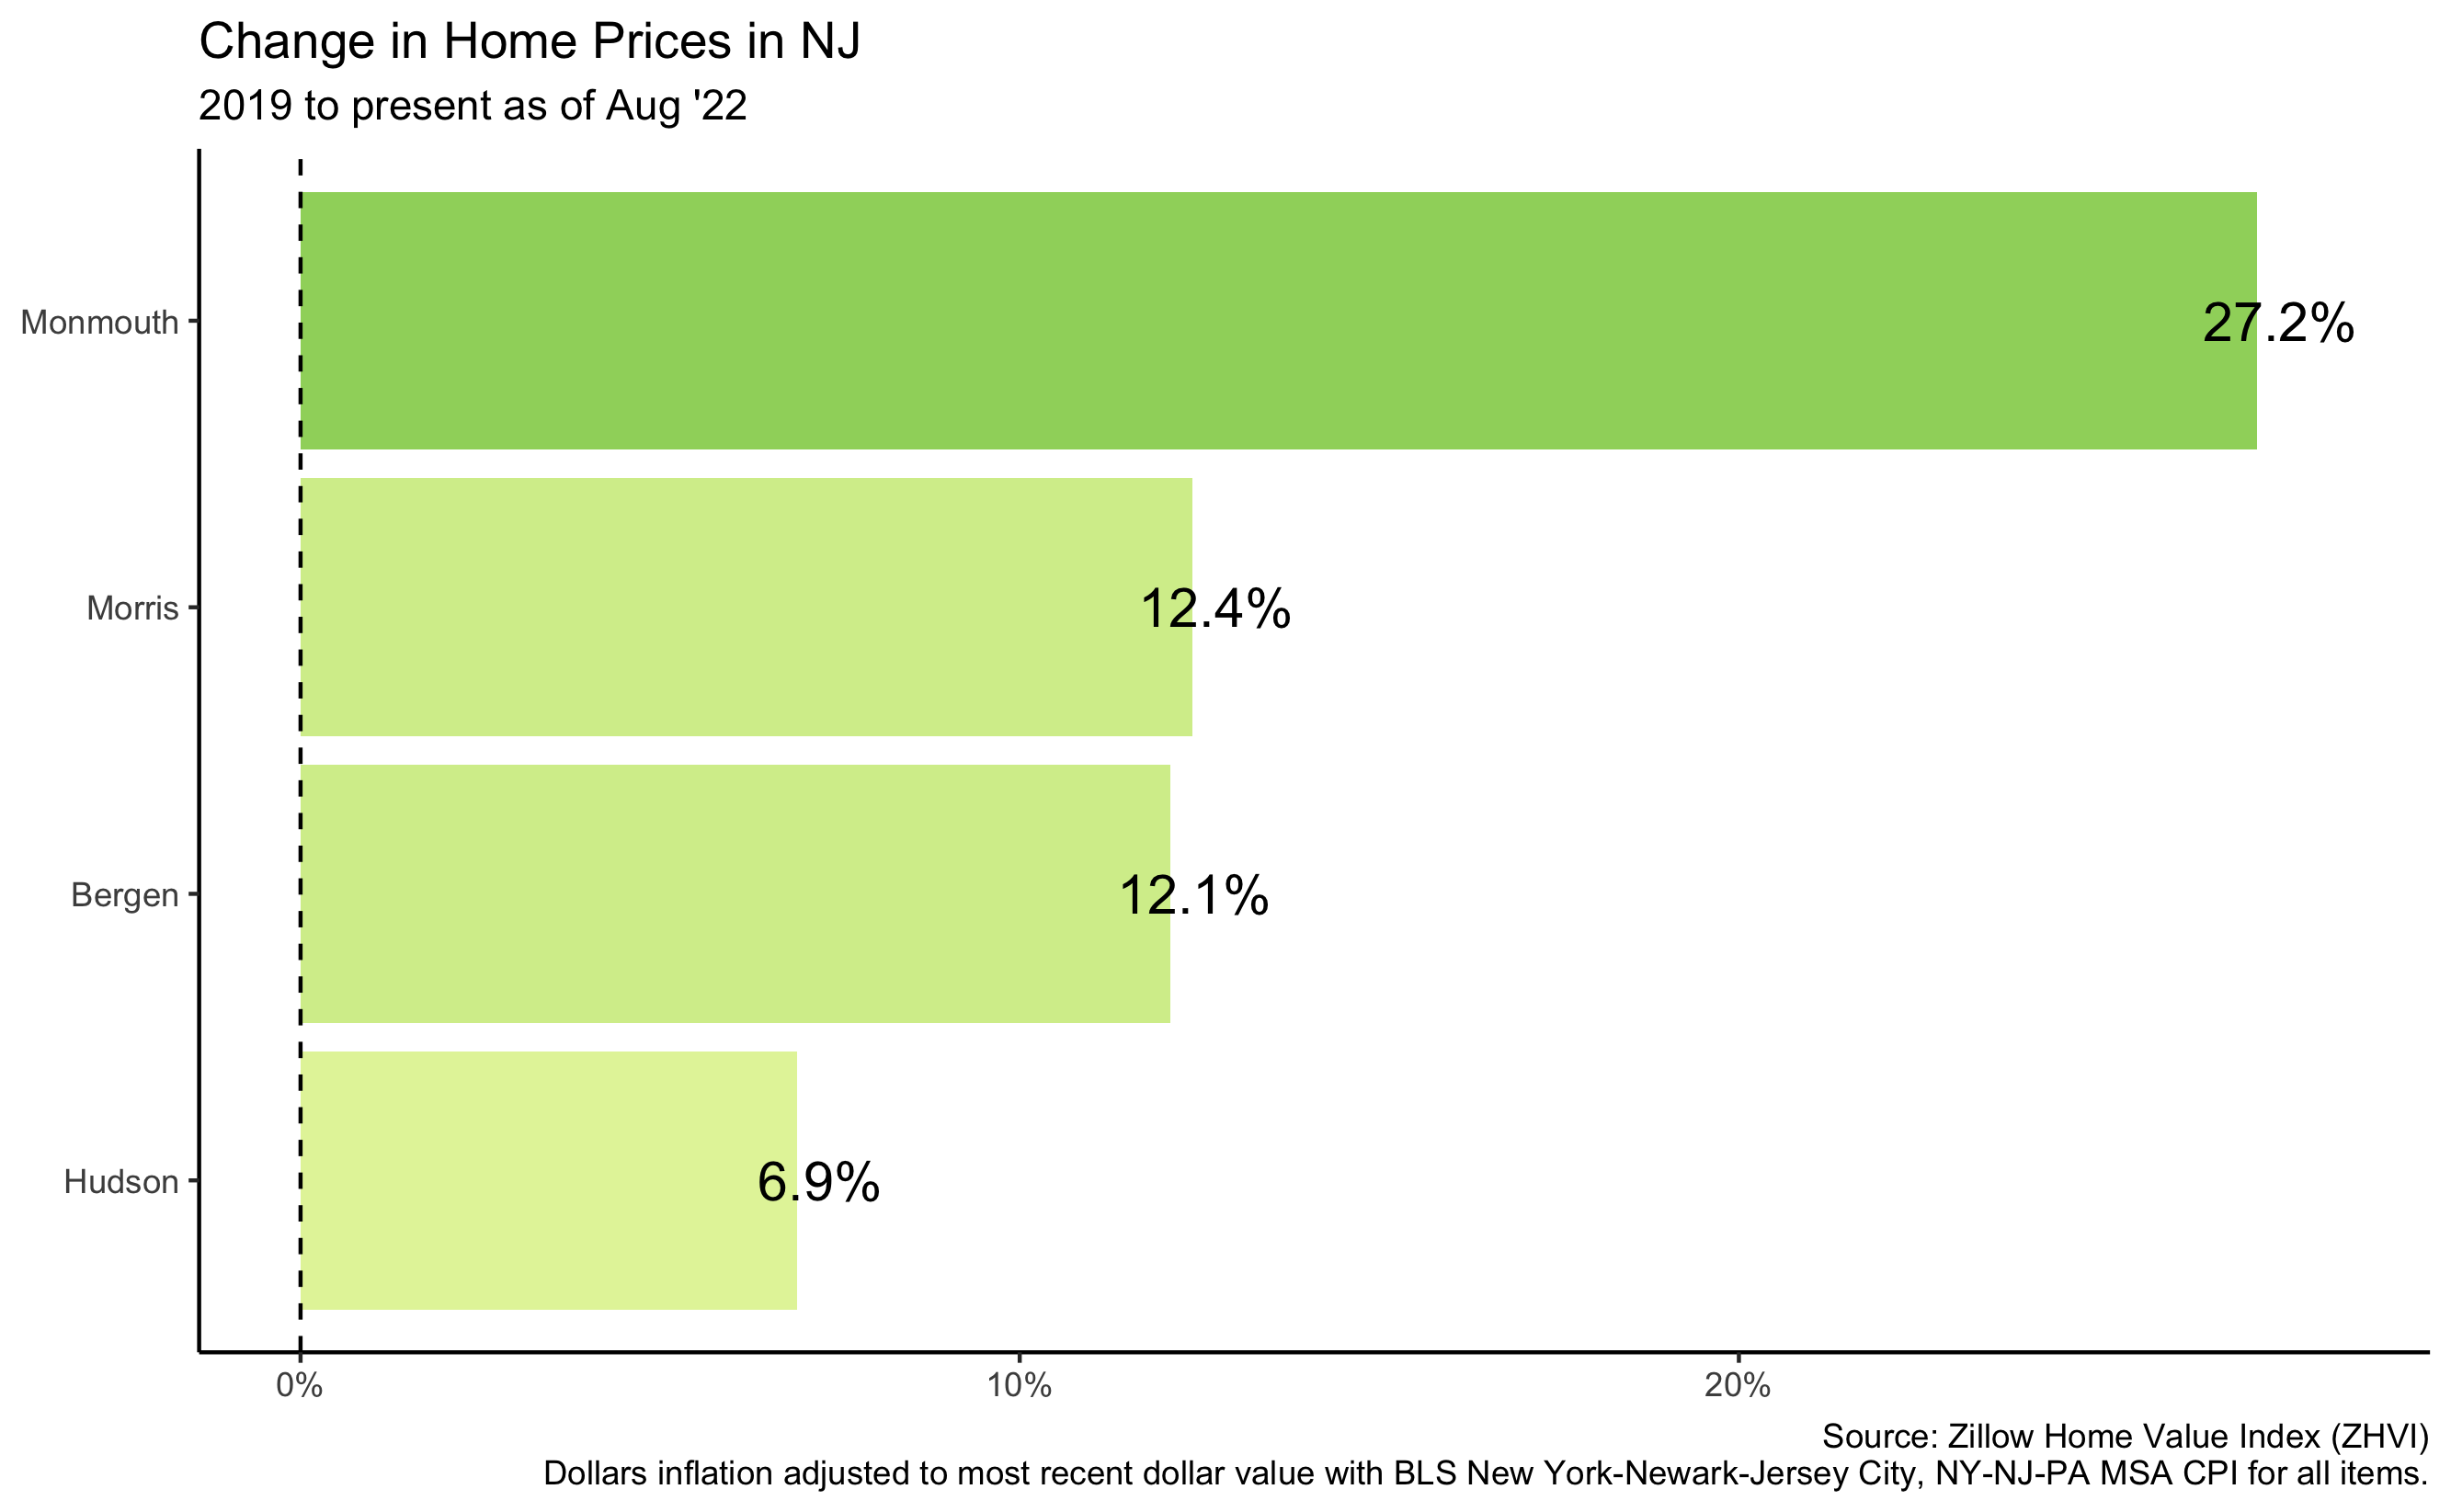 Change in Home Prices in NJ
2019 to present as of Aug '22
Monmouth
27.2%
Morris
12.4%
Bergen
12.1%
Hudson
6.9%
0%
10%
20%
Source: Zillow Home Value Index (ZHVI)
Dollars inflation adjusted to most recent dollar value with BLS New York-Newark-Jersey City, NY-NJ-PA MSA CPI for all items.